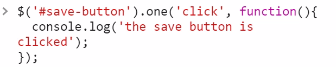 > $('#save-button').one('click', function(){
console.log('the save button is
clicked');
});